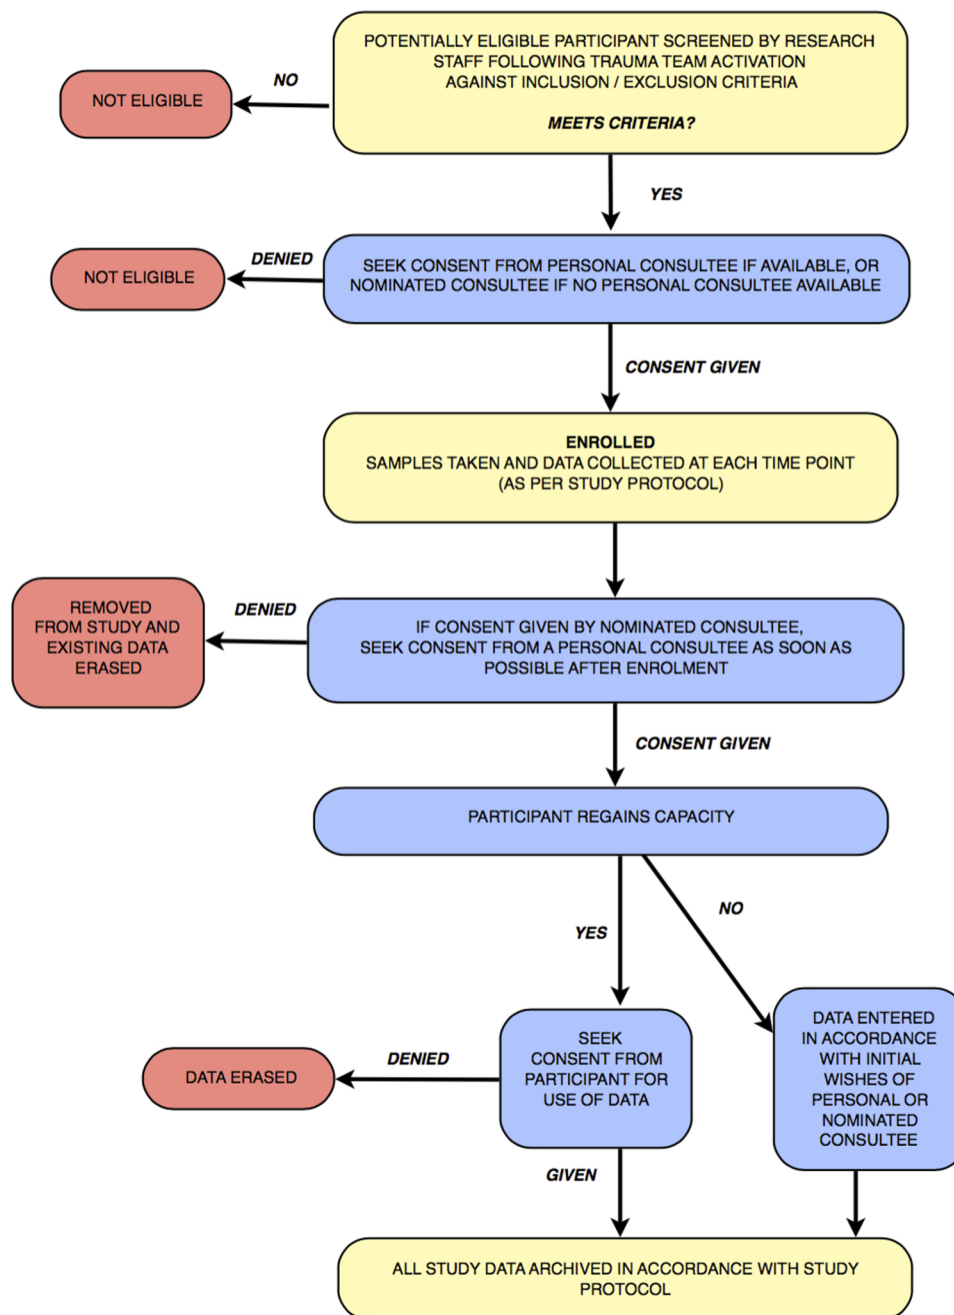 POTENTIALLY ELIGIBLE PARTICIPANT SCREENED BY RESEARCH
STAFF FOLLOWING TRAUMA TEAM ACTIVATION
AGAINST INCLUSION / EXCLUSION CRITERIA
MEETS CRITERIA?
NO
NOT ELIGIBLE
YES
SEEK CONSENT FROM PERSONAL CONSULTEE IF AVAILABLE, OR
NOMINATED CONSULTEE IF NO PERSONAL CONSULTEE AVAILABLE
DENIED
NOT ELIGIBLE
CONSENT GIVEN
ENROLLED
SAMPLES TAKEN AND DATA COLLECTED AT EACH TIME POINT
(AS PER STUDY PROTOCOL)
IF CONSENT GIVEN BY NOMINATED CONSULTEE,
SEEK CONSENT FROM A PERSONAL CONSULTEE AS SOON AS
POSSIBLE AFTER ENROLMENT
DENIED
REMOVED
FROM STUDY AND
EXISTING DATA
ERASED
CONSENT GIVEN
PARTICIPANT REGAINS CAPACITY
YES
NO
SEEK
CONSENT FROM
PARTICIPANT FOR
USE OF DATA
DENIED
DATA ERASED
DATA ENTERED
IN ACCORDANCE
WITH INITIAL
WISHES OF
PERSONAL OR
NOMINATED
CONSULTEE
GIVEN
ALL STUDY DATA ARCHIVED IN ACCORDANCE WITH STUDY
PROTOCOL